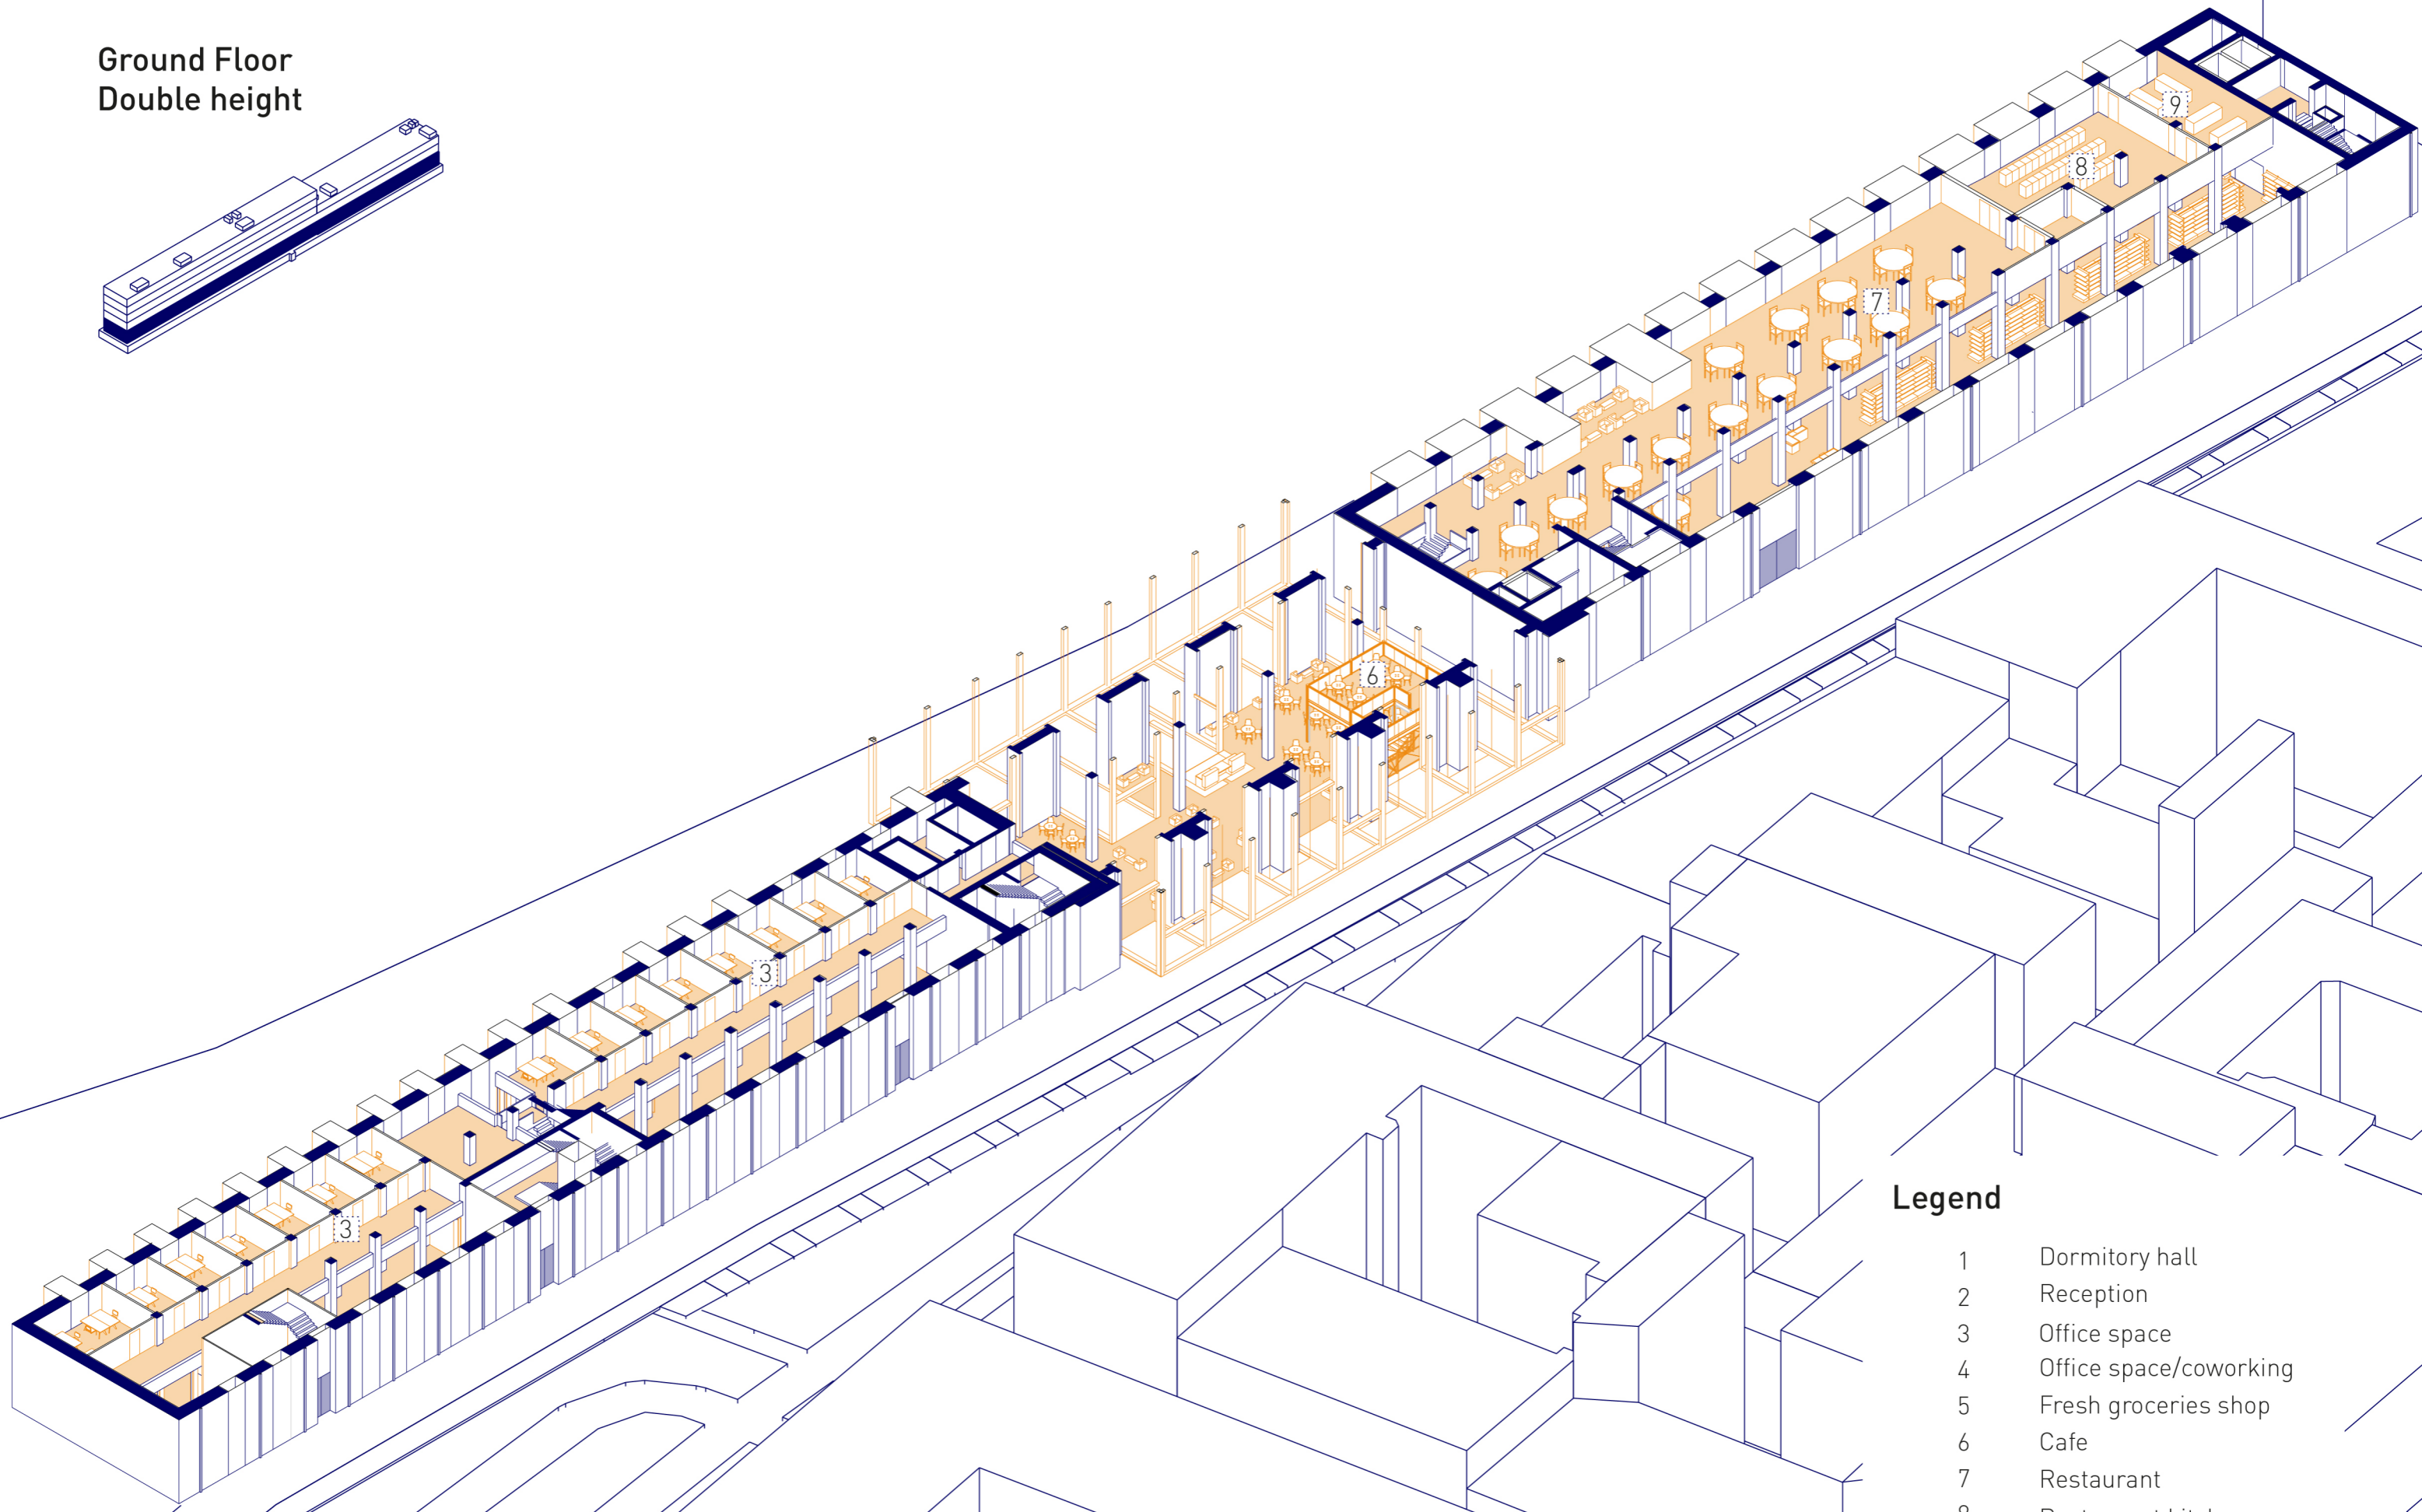 Ground Floor
Double height
9
8
7
6
3
3
Legend
1 Dormitory hall
2 Reception
3 Office space
4 Office space/coworking
5 Fresh groceries shop
6 Cafe
7 Restaurant